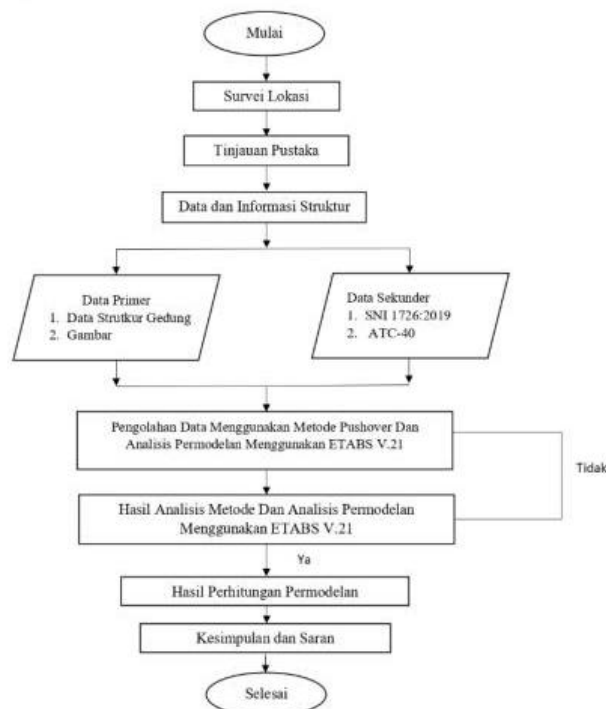 Mulai
Survei Lokasi
Tinjauan Pustaka
Data dan Informasi Struktur
Data Primer
1. Data Strutkur Gedung
2. Gambar
Data Sekunder
1. SNI 1726:2019
2. ATC-40
Pengolahan Data Menggunakan Metode Pushover Dan
Analisis Permodelan Menggunakan ETABS V.21
Tidak
Hasil Analisis Metode Dan Analisis Permodelan
Menggunakan ETABS V.21
Ya
Hasil Perhitungan Permodelan
Kesimpulan dan Saran
Selesai